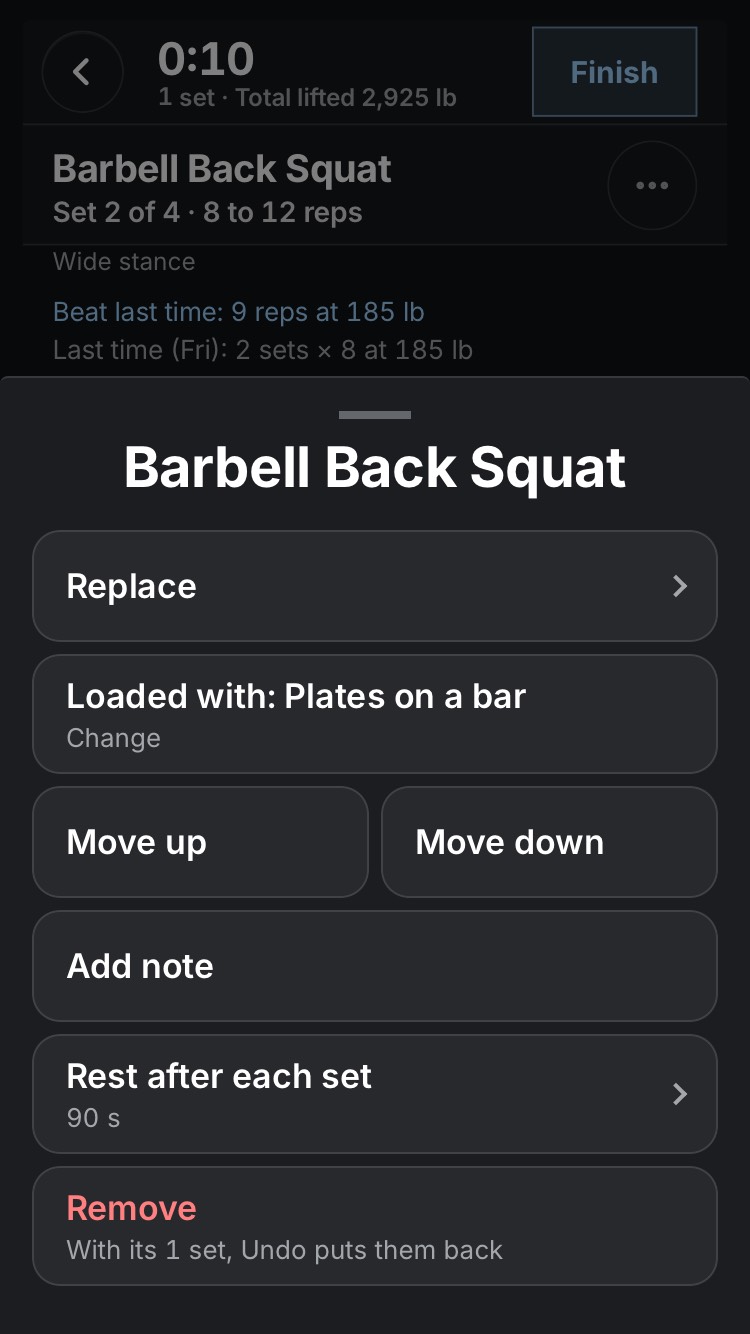 0:10
1 set · Total lifted 2,925 lb
Finish
Barbell Back Squat
Set 2 of 4 · 8 to 12 reps
Wide stance
Beat last time: 9 reps at 185 lb
Last time (Fri): 2 sets × 8 at 185 lb
Barbell Back Squat
Replace
Loaded with: Plates on a bar
Change
Move up
Move down
Add note
Rest after each set
90 s
Remove
With its 1 set, Undo puts them back